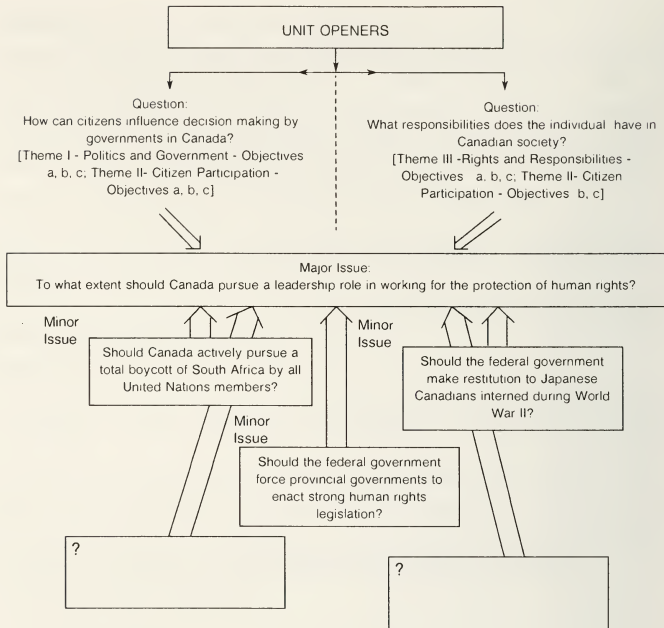 UNIT OPENERS
Question:
How can citizens influence decision making by
governments in Canada?
[Theme I - Politics and Government - Objectives
a, b, c; Theme II- Citizen Participation -
Objectives a, b, c]
Question:
What responsibilities does the individual have in
Canadian society?
[Theme III -Rights and Responsibilities -
Objectives a, b, c; Theme II- Citizen
Participation - Objectives b, c]
Major Issue:
To what extent should Canada pursue a leadership role in working for the protection of human rights?
Minor
Issue
Should Canada actively pursue a
total boycott of South Africa by all
United Nations members?
Minor
Issue
Should the federal government
make restitution to Japanese
Canadians interned during World
War II?
Minor
Issue
Should the federal government
force provincial governments to
enact strong human rights
legislation?
?
?